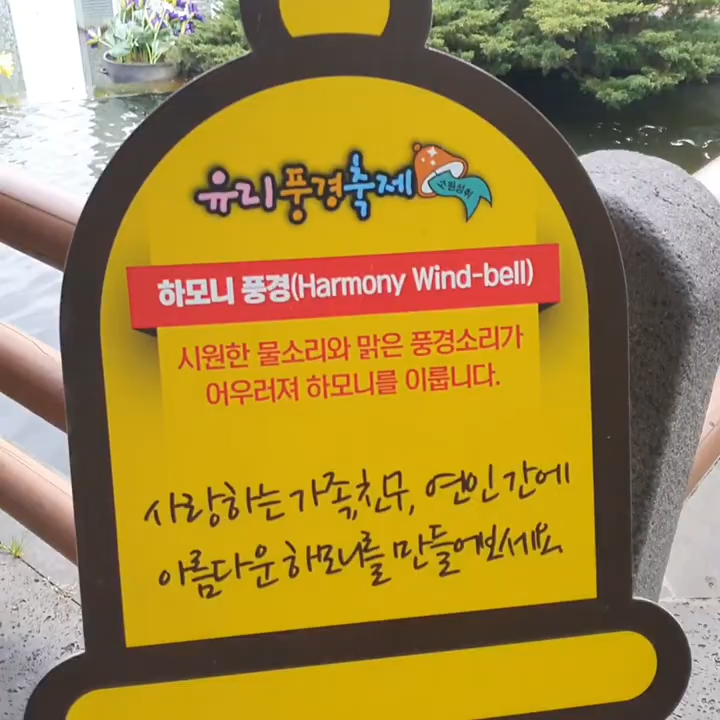 유리풍경축제
하모니 풍경(Harmony Wind-bell)
시원한 물소리와 맑은 풍경소리가
어우러져 하모니를 이룹니다.
사랑하는 가족, 친구, 연인 간에
아름다운 하모니를 만들어보세요